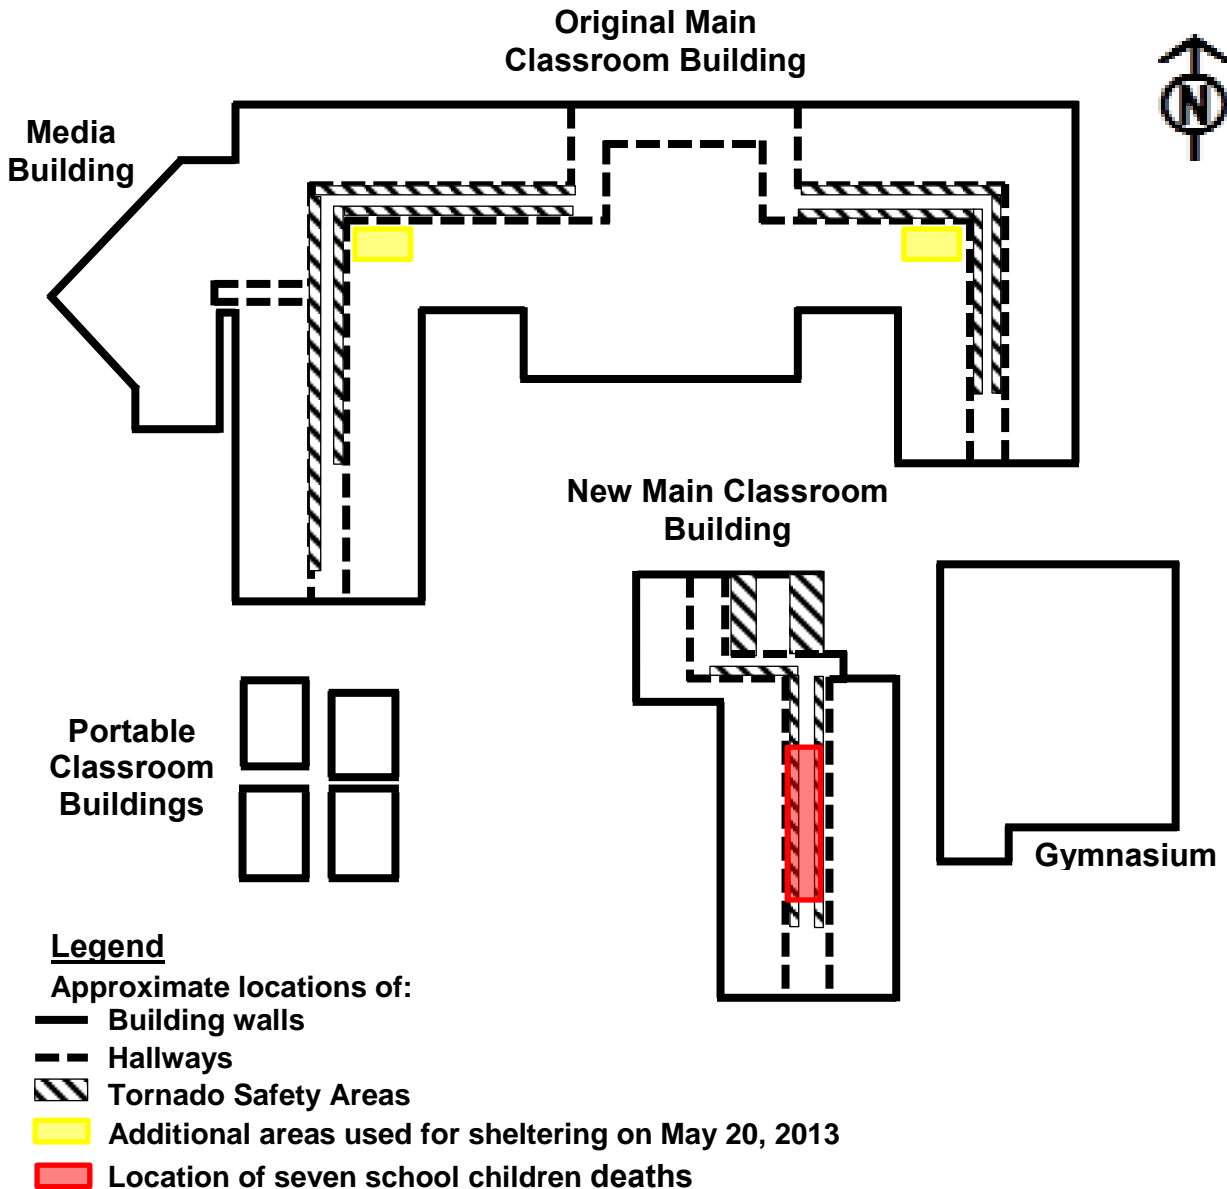 Original Main
Classroom Building
N
Media
Building
New Main Classroom
Building
Portable
Classroom
Buildings
Gymnasium
Legend
Approximate locations of:
Building walls
Hallways
Tornado Safety Areas
Additional areas used for sheltering on May 20, 2013
Location of seven school children deaths